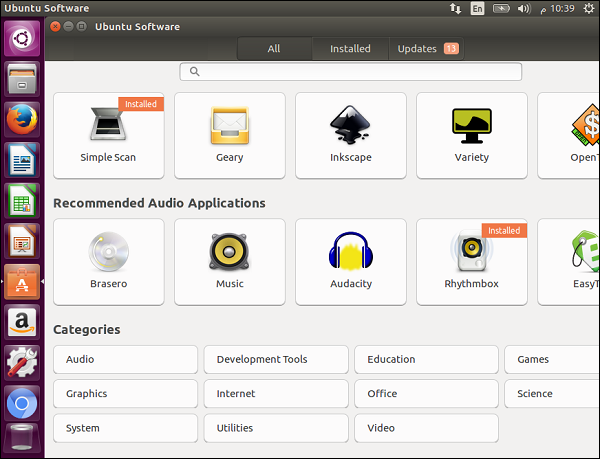 Ubuntu Software
En
10:39 م
Ubuntu Software
All
Installed
Updates 13
Installed
Simple Scan
Geary
Inkscape
Variety
OpenT
Recommended Audio Applications
Installed
Brasero
Music
Audacity
Rhythmbox
EasyT
Categories
Audio
Development Tools
Education
Games
Graphics
Internet
Office
Science
System
Utilities
Video